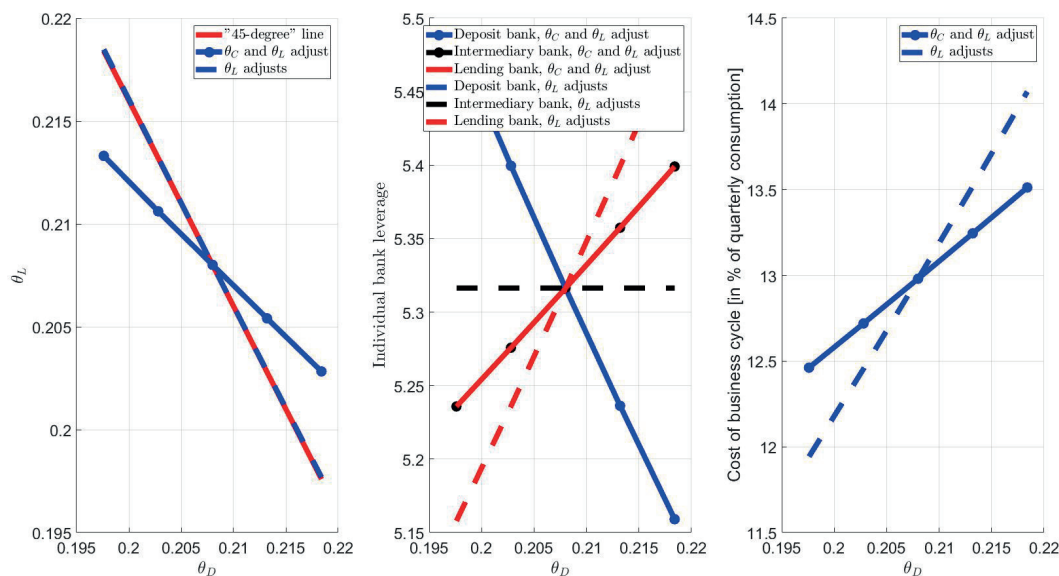 0.22
0.215
0.21
0.205
0.2
0.195
θ_L
0.195 0.2 0.205 0.21 0.215 0.22
θ_D
"45-degree" line
θ_C and θ_L adjust
θ_L adjusts
5.5
5.45
5.4
5.35
5.3
5.25
5.2
5.15
Individual bank leverage
0.195 0.2 0.205 0.21 0.215 0.22
θ_D
Deposit bank, θ_C and θ_L adjust
Intermediary bank, θ_C and θ_L adjust
Lending bank, θ_C and θ_L adjust
Deposit bank, θ_L adjusts
Intermediary bank, θ_L adjusts
Lending bank, θ_L adjusts
14.5
14
13.5
13
12.5
12
11.5
Cost of business cycle [in % of quarterly consumption]
0.195 0.2 0.205 0.21 0.215 0.22
θ_D
θ_C and θ_L adjust
θ_L adjusts